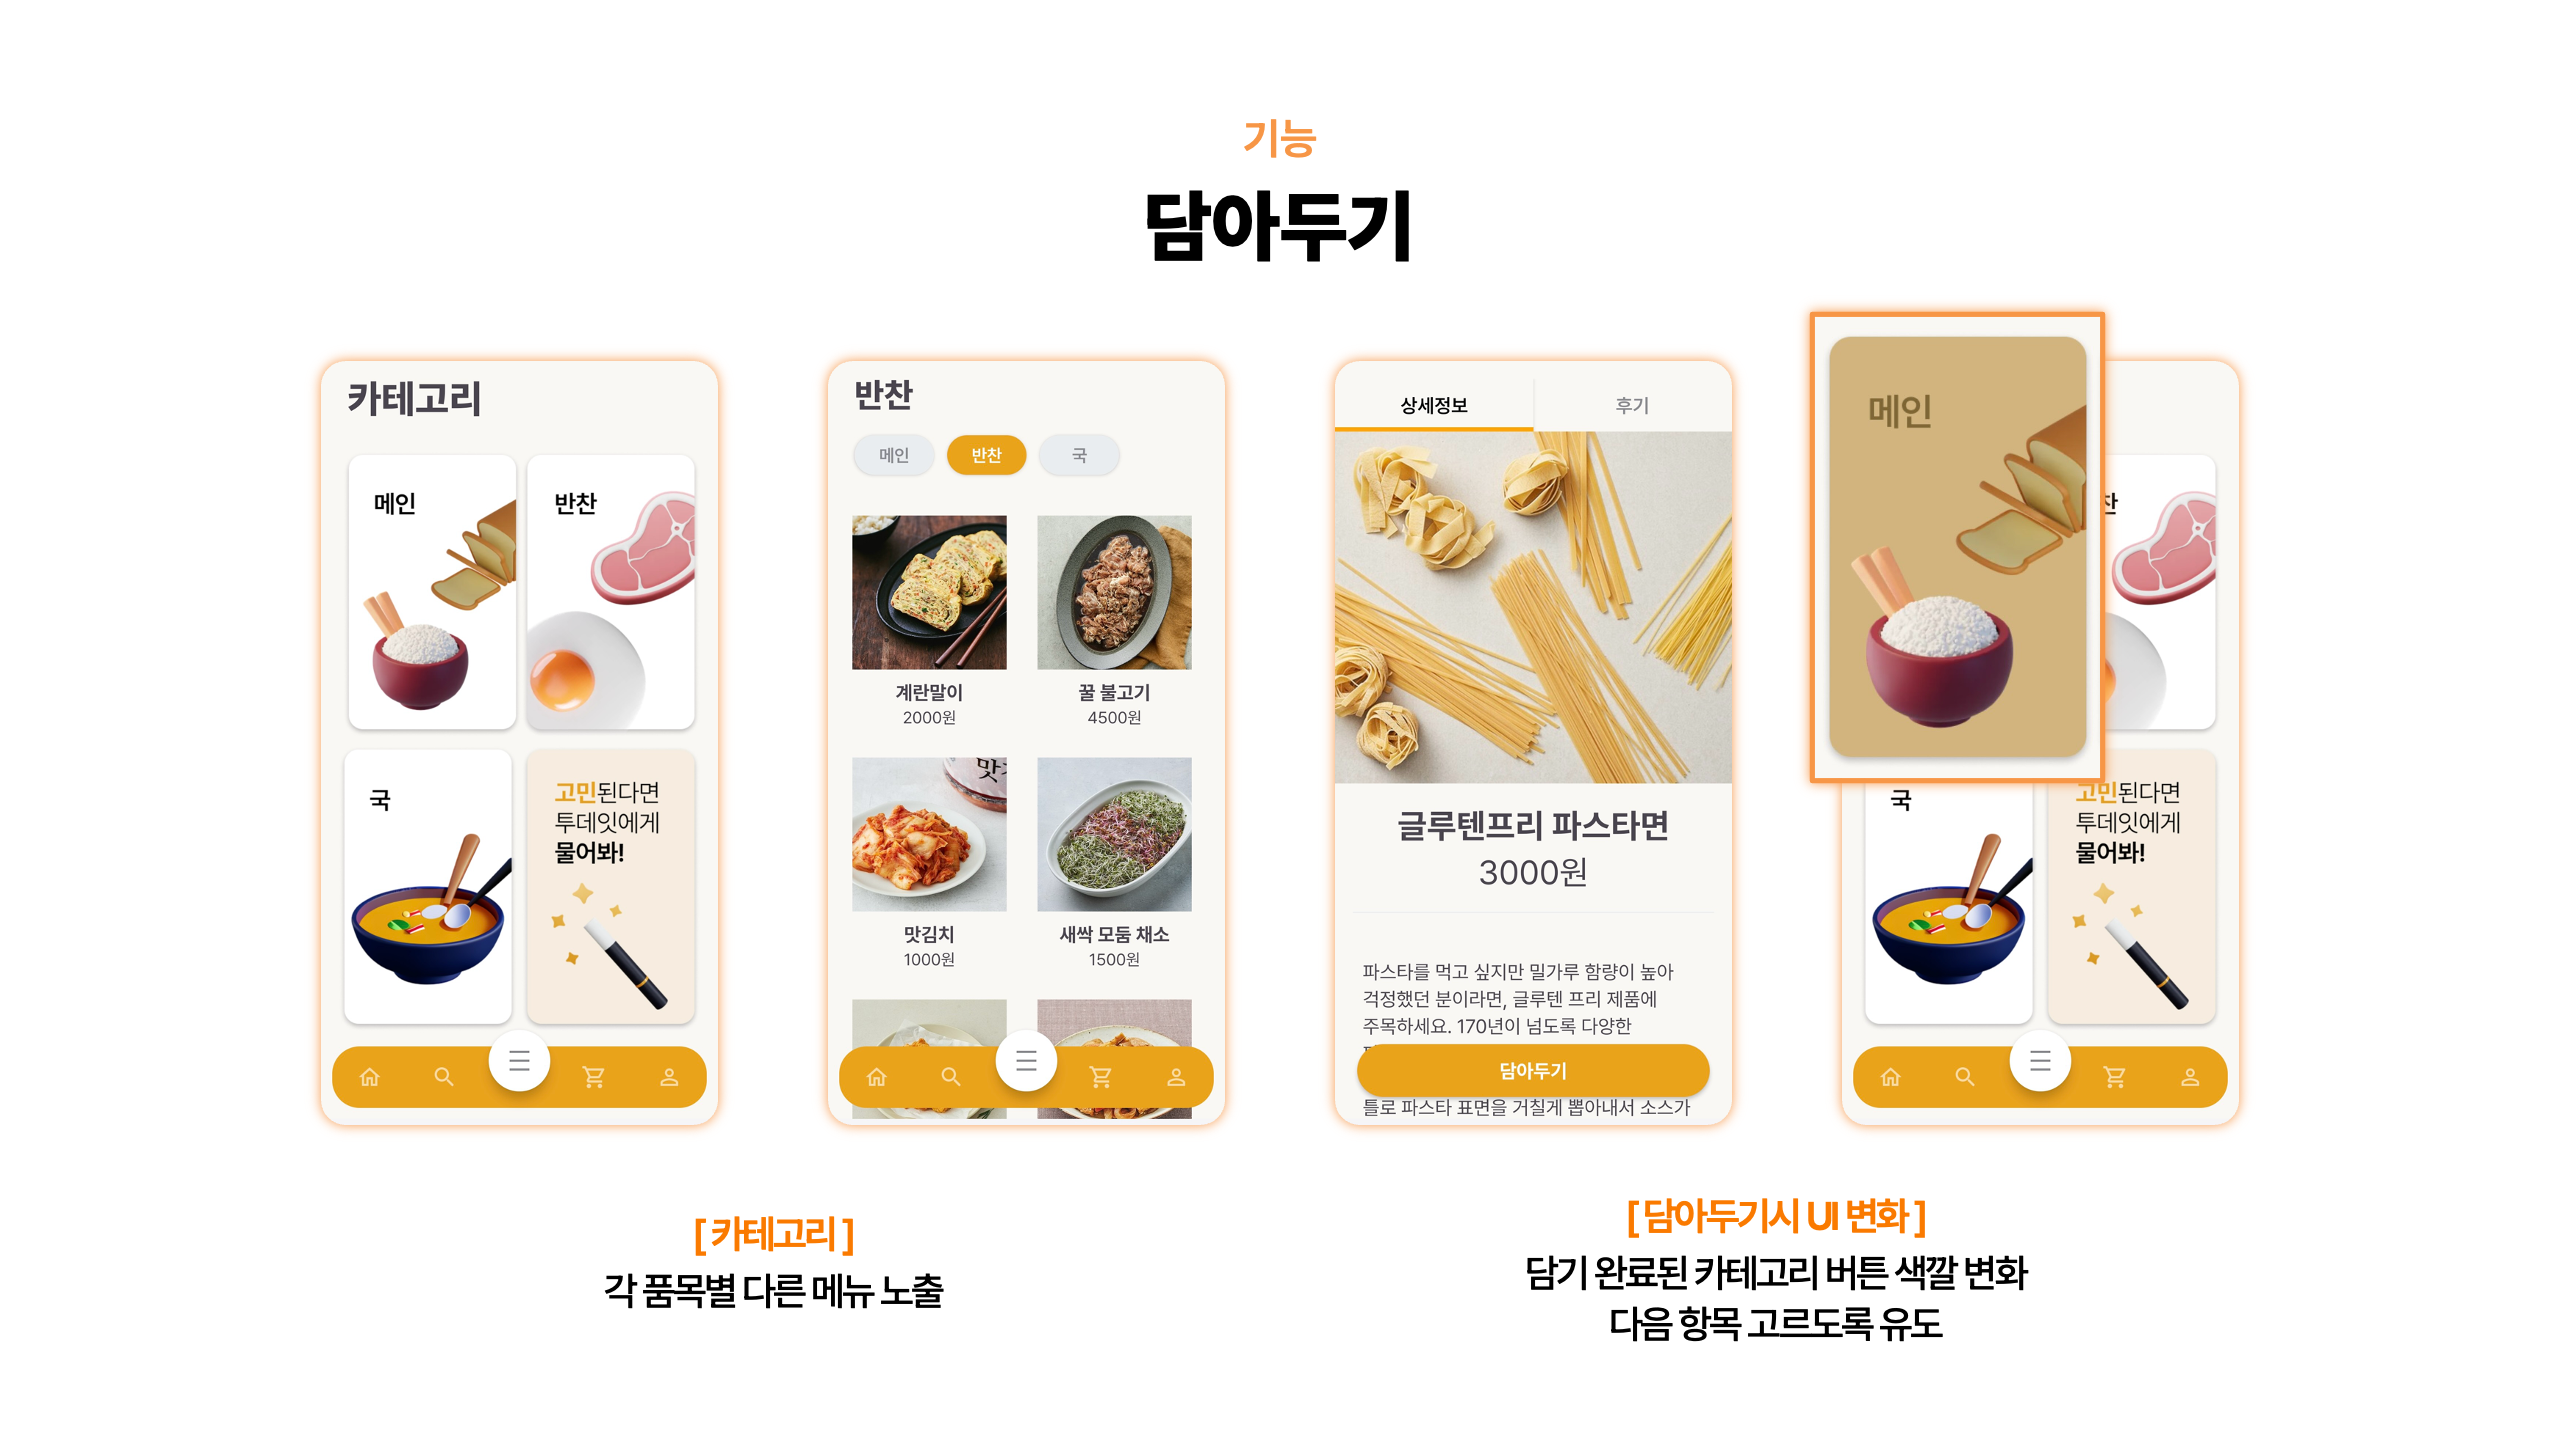 기능
담아두기
카테고리
메인
반찬
국
고민된다면
투데잇에게
물어봐!
반찬
메인
반찬
국
계란말이
2000원
꿀 불고기
4500원
맛
맛김치
1000원
새싹 모둠 채소
1500원
상세정보
후기
글루텐프리 파스타면
3000원
파스타를 먹고 싶지만 밀가루 함량이 높아
걱정했던 분이라면, 글루텐 프리 제품에
주목하세요. 170년이 넘도록 다양한
담아두기
틀로 파스타 표면을 거칠게 뽑아내서 소스가
메인
찬
국
고민된다면
투데잇에게
물어봐!
[ 카테고리 ]
각 품목별 다른 메뉴 노출
[ 담아두기시 UI 변화 ]
담기 완료된 카테고리 버튼 색깔 변화
다음 항목 고르도록 유도